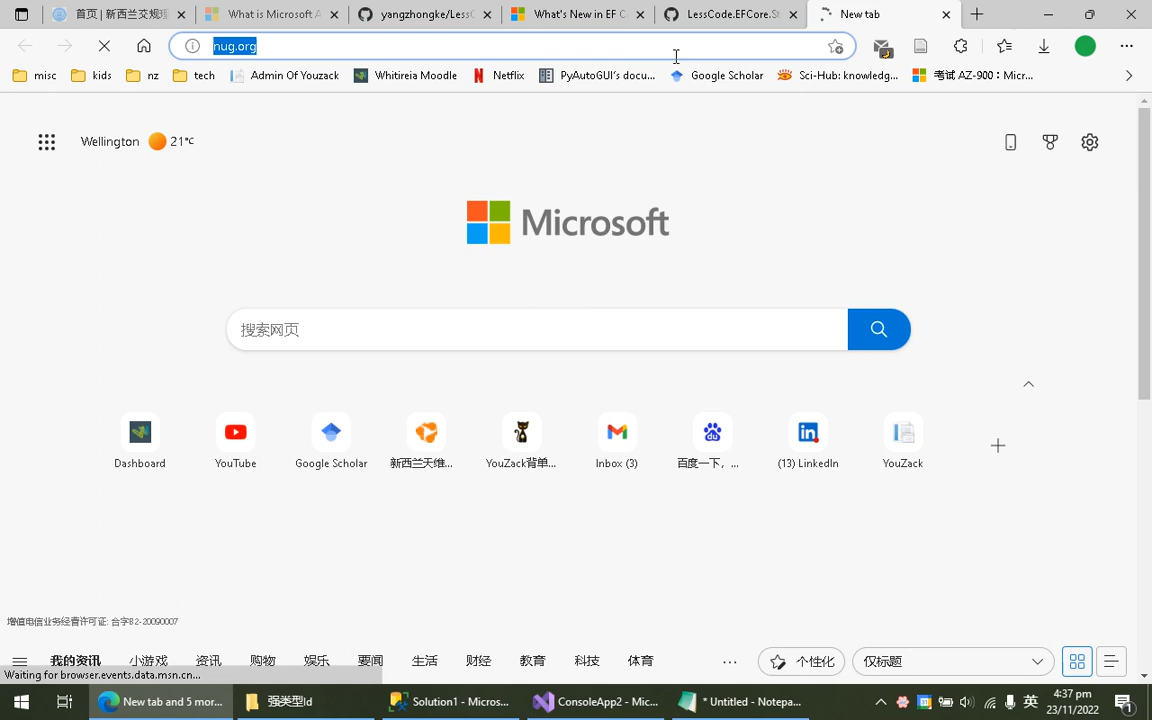 首页 | 新西兰交规理
What is Microsoft A
yangzhongke/LessC
What's New in EF C
LessCode.EFCore.St
New tab
nug.org
misc
kids
nz
tech
Admin Of Youzack
Whitireia Moodle
Netflix
PyAutoGUI's docu...
Google Scholar
Sci-Hub: knowledg...
考试 AZ-900：Micr...
Wellington
21°C
Microsoft
搜索网页
Dashboard
YouTube
Google Scholar
新西兰天维...
YouZack背单...
Inbox (3)
百度一下，...
(13) LinkedIn
YouZack
增值电信业务经营许可证: 合字B2-20090007
我的资讯
小游戏
资讯
购物
娱乐
要闻
生活
财经
教育
科技
体育
...
个性化
仅标题
Waiting for browser.events.data.msn.cn...
New tab and 5 mor...
强类型Id
Solution1 - Micros...
ConsoleApp2 - Mic...
* Untitled - Notepa...
英
4:37 pm
23/11/2022
1